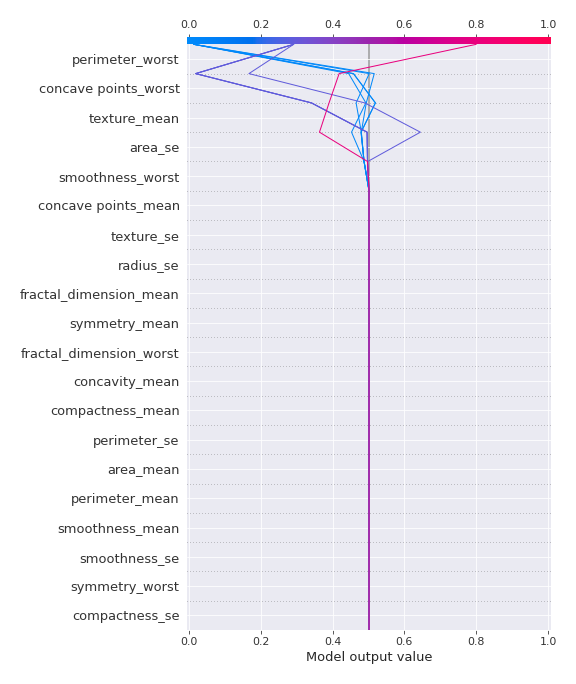 0.0 0.2 0.4 0.6 0.8 1.0
perimeter_worst
concave points_worst
texture_mean
area_se
smoothness_worst
concave points_mean
texture_se
radius_se
fractal_dimension_mean
symmetry_mean
fractal_dimension_worst
concavity_mean
compactness_mean
perimeter_se
area_mean
perimeter_mean
smoothness_mean
smoothness_se
symmetry_worst
compactness_se
0.0 0.2 0.4 0.6 0.8 1.0
Model output value